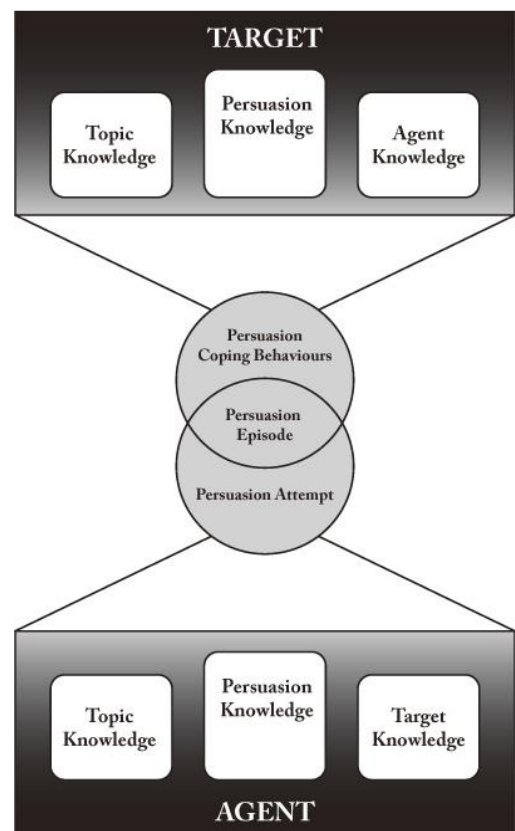 TARGET
Topic
Knowledge
Persuasion
Knowledge
Agent
Knowledge
Persuasion
Coping Behaviours
Persuasion
Episode
Persuasion Attempt
Topic
Knowledge
Persuasion
Knowledge
Target
Knowledge
AGENT